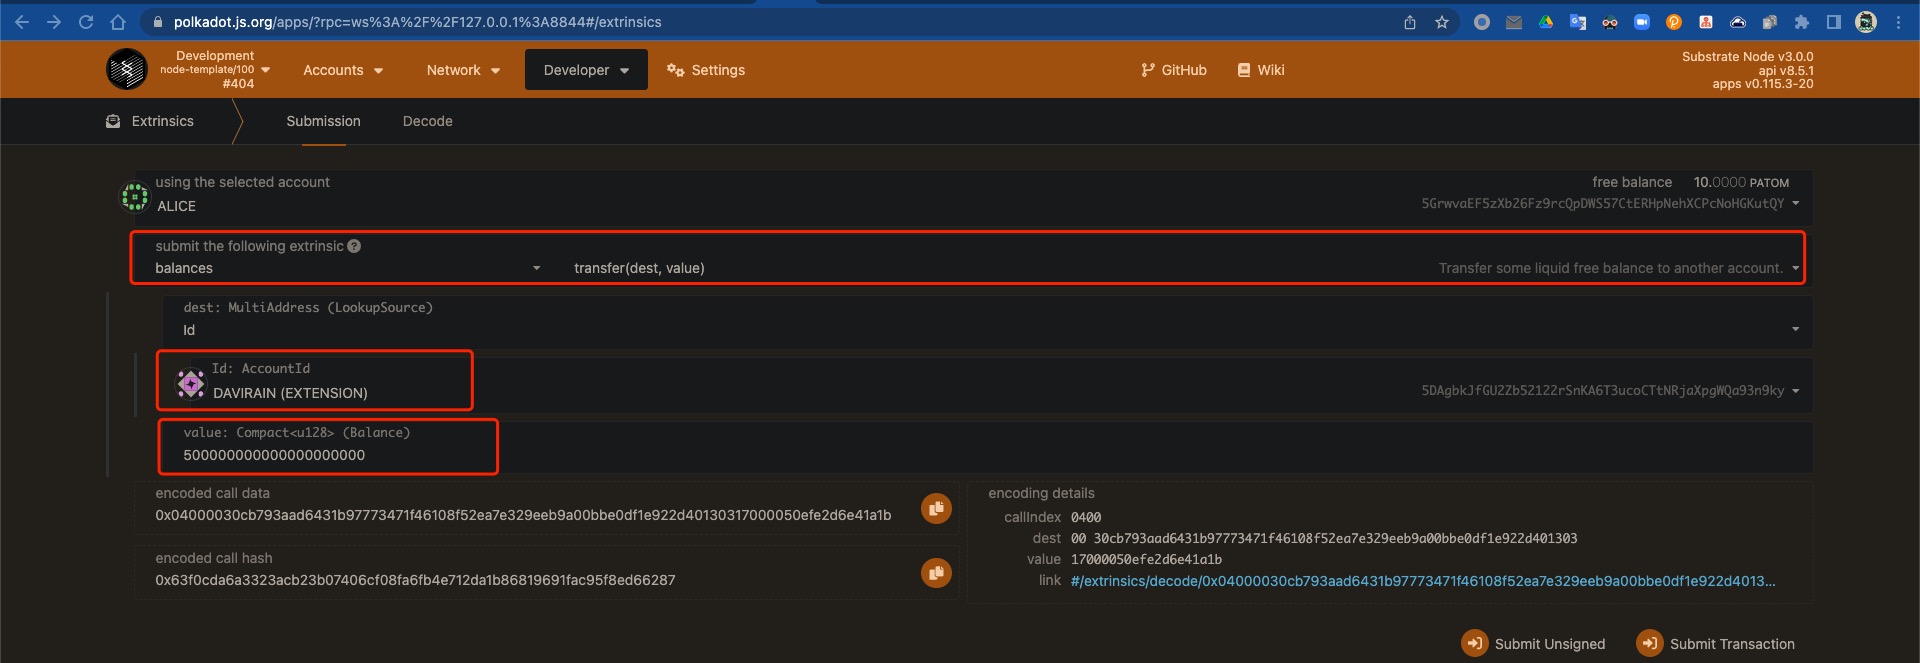 polkadot.js.org/apps/?rpc=ws%3A%2F%2F127.0.0.1%3A8844#/extrinsics
Development
node-template/100
#404
Accounts
Network
Developer
Settings
GitHub
Wiki
Substrate Node v3.0.0
api v8.5.1
apps v0.115.3-20
Extrinsics
Submission
Decode
using the selected account
ALICE
free balance 10.0000 PATOM
5GrwvaEF5zXb26Fz9rcQpDWS57CtERHpNehXCPcNoHGKutQY
submit the following extrinsic ?
balances
transfer(dest, value)
Transfer some liquid free balance to another account.
dest: MultiAddress (LookupSource)
Id
Id: AccountId
DAVIRAIN (EXTENSION)
5DAgbkJfGU2Zb52122rSnKA6T3ucoCTtNRjaXpgWQa93n9ky
value: Compact<u128> (Balance)
500000000000000000000
encoded call data
0x04000030cb793aad6431b97773471f46108f52ea7e329eeb9a00bbe0df1e922d40130317000050efe2d6e41a1b
encoded call hash
0x63f0cda6a3323acb23b07406cf08fa6fb4e712da1b86819691fac95f8ed66287
encoding details
callIndex 0400
dest 00 30cb793aad6431b97773471f46108f52ea7e329eeb9a00bbe0df1e922d401303
value 17000050efe2d6e41a1b
link #/extrinsics/decode/0x04000030cb793aad6431b97773471f46108f52ea7e329eeb9a00bbe0df1e922d4013...
Submit Unsigned
Submit Transaction